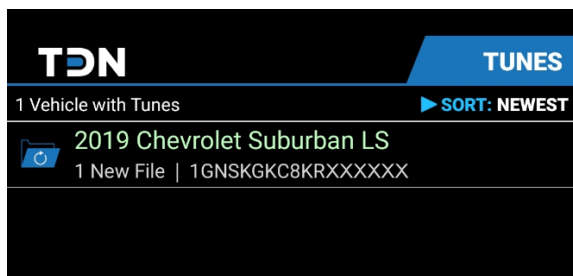 TDN
TUNES
1 Vehicle with Tunes
SORT: NEWEST
2019 Chevrolet Suburban LS
1 New File | 1GNSKGKC8KRXXXXXX